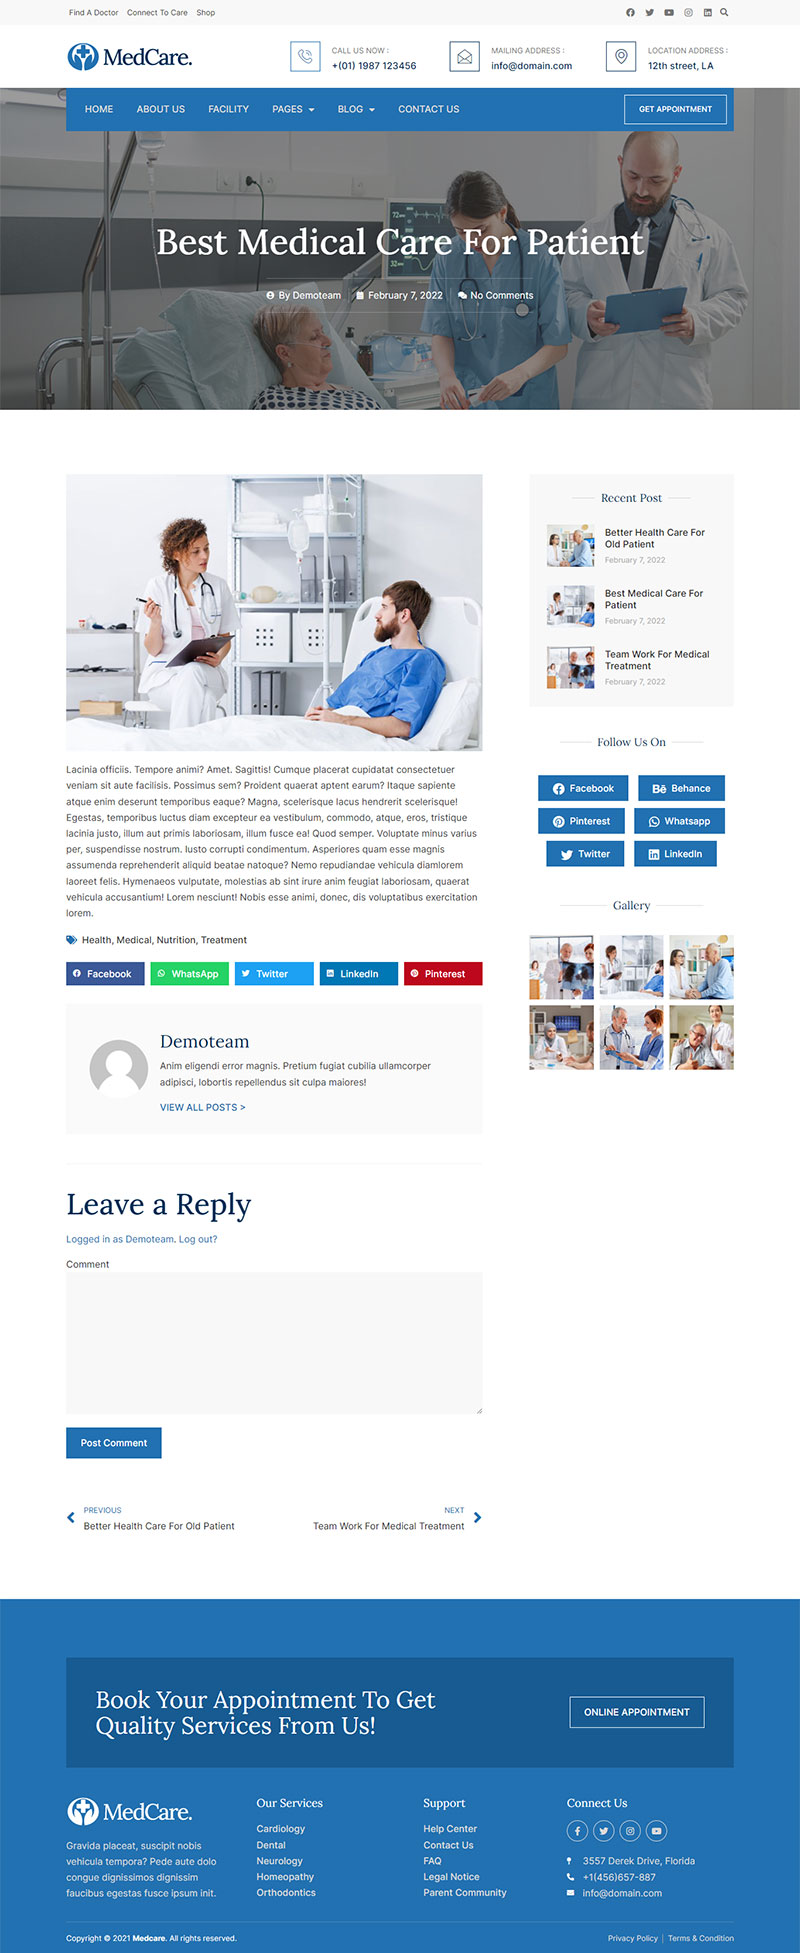 Find A Doctor Connect To Care Shop
MedCare.
CALL US NOW :
+(01) 1987 123456
MAILING ADDRESS :
info@domain.com
LOCATION ADDRESS :
12th street, LA
HOME ABOUT US FACILITY PAGES BLOG CONTACT US
GET APPOINTMENT
Best Medical Care For Patient
By Demoteam February 7, 2022 No Comments
Lacinia officiis. Tempore animi? Amet. Sagittis! Cumque placerat cupidatat consectetuer
veniam sit aute facilisis. Possimus sem? Proident quaerat aptent earum? Itaque sapiente
atque enim deserunt temporibus eaque? Magna, scelerisque lacus hendrerit scelerisque!
Egestas, temporibus luctus diam excepteur ea vestibulum, commodo, atque, eros, tristique
lacinia justo, illum aut primis laboriosam, illum fusce ea! Quod semper. Voluptate minus varius
per, suspendisse nostrum. Iusto corrupti condimentum. Asperiores quam esse magnis
assumenda reprehenderit aliquid beatae natoque? Nemo repudiandae vehicula diamlorem
laoreet felis. Hymenaeos vulputate, molestias ab sint irure anim feugiat laboriosam, quaerat
vehicula accusantium! Lorem nesciunt! Nobis esse animi, donec, dis voluptatibus exercitation
lorem.
Health, Medical, Nutrition, Treatment
Facebook WhatsApp Twitter LinkedIn Pinterest
Demoteam
Anim eligendi error magnis. Pretium fugiat cubilia ullamcorper
adipisci, lobortis repellendus sit culpa maiores!
VIEW ALL POSTS >
Leave a Reply
Logged in as Demoteam. Log out?
Comment
Post Comment
PREVIOUS
Better Health Care For Old Patient
NEXT
Team Work For Medical Treatment
Recent Post
Better Health Care For
Old Patient
February 7, 2022
Best Medical Care For
Patient
February 7, 2022
Team Work For Medical
Treatment
February 7, 2022
Follow Us On
Facebook Behance
Pinterest Whatsapp
Twitter LinkedIn
Gallery
Book Your Appointment To Get
Quality Services From Us!
ONLINE APPOINTMENT
MedCare.
Gravida placeat, suscipit nobis
vehicula tempora? Pede aute dolo
congue dignissimos dignissim
faucibus egestas fusce ipsum init.
Our Services
Cardiology
Dental
Neurology
Homeopathy
Orthodontics
Support
Help Center
Contact Us
FAQ
Legal Notice
Parent Community
Connect Us
3557 Derek Drive, Florida
+1(456)657-887
info@domain.com
Copyright © 2021 Medcare. All rights reserved.
Privacy Policy | Terms & Condition